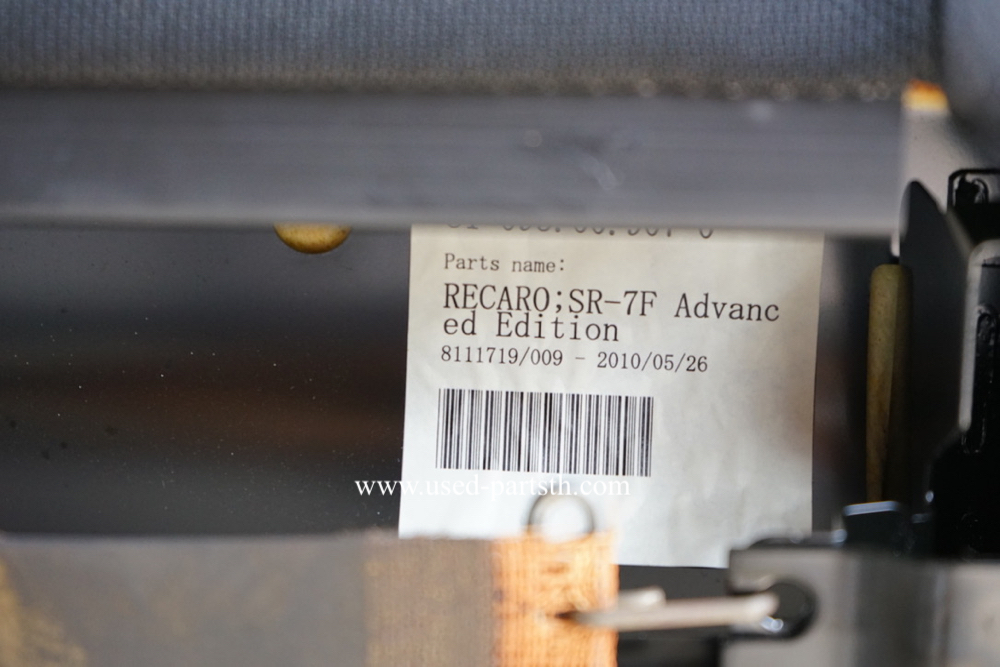 Parts name:
RECARO;SR-7F Advanc
ed Edition
8111719/009 - 2010/05/26
www.used-partsth.com